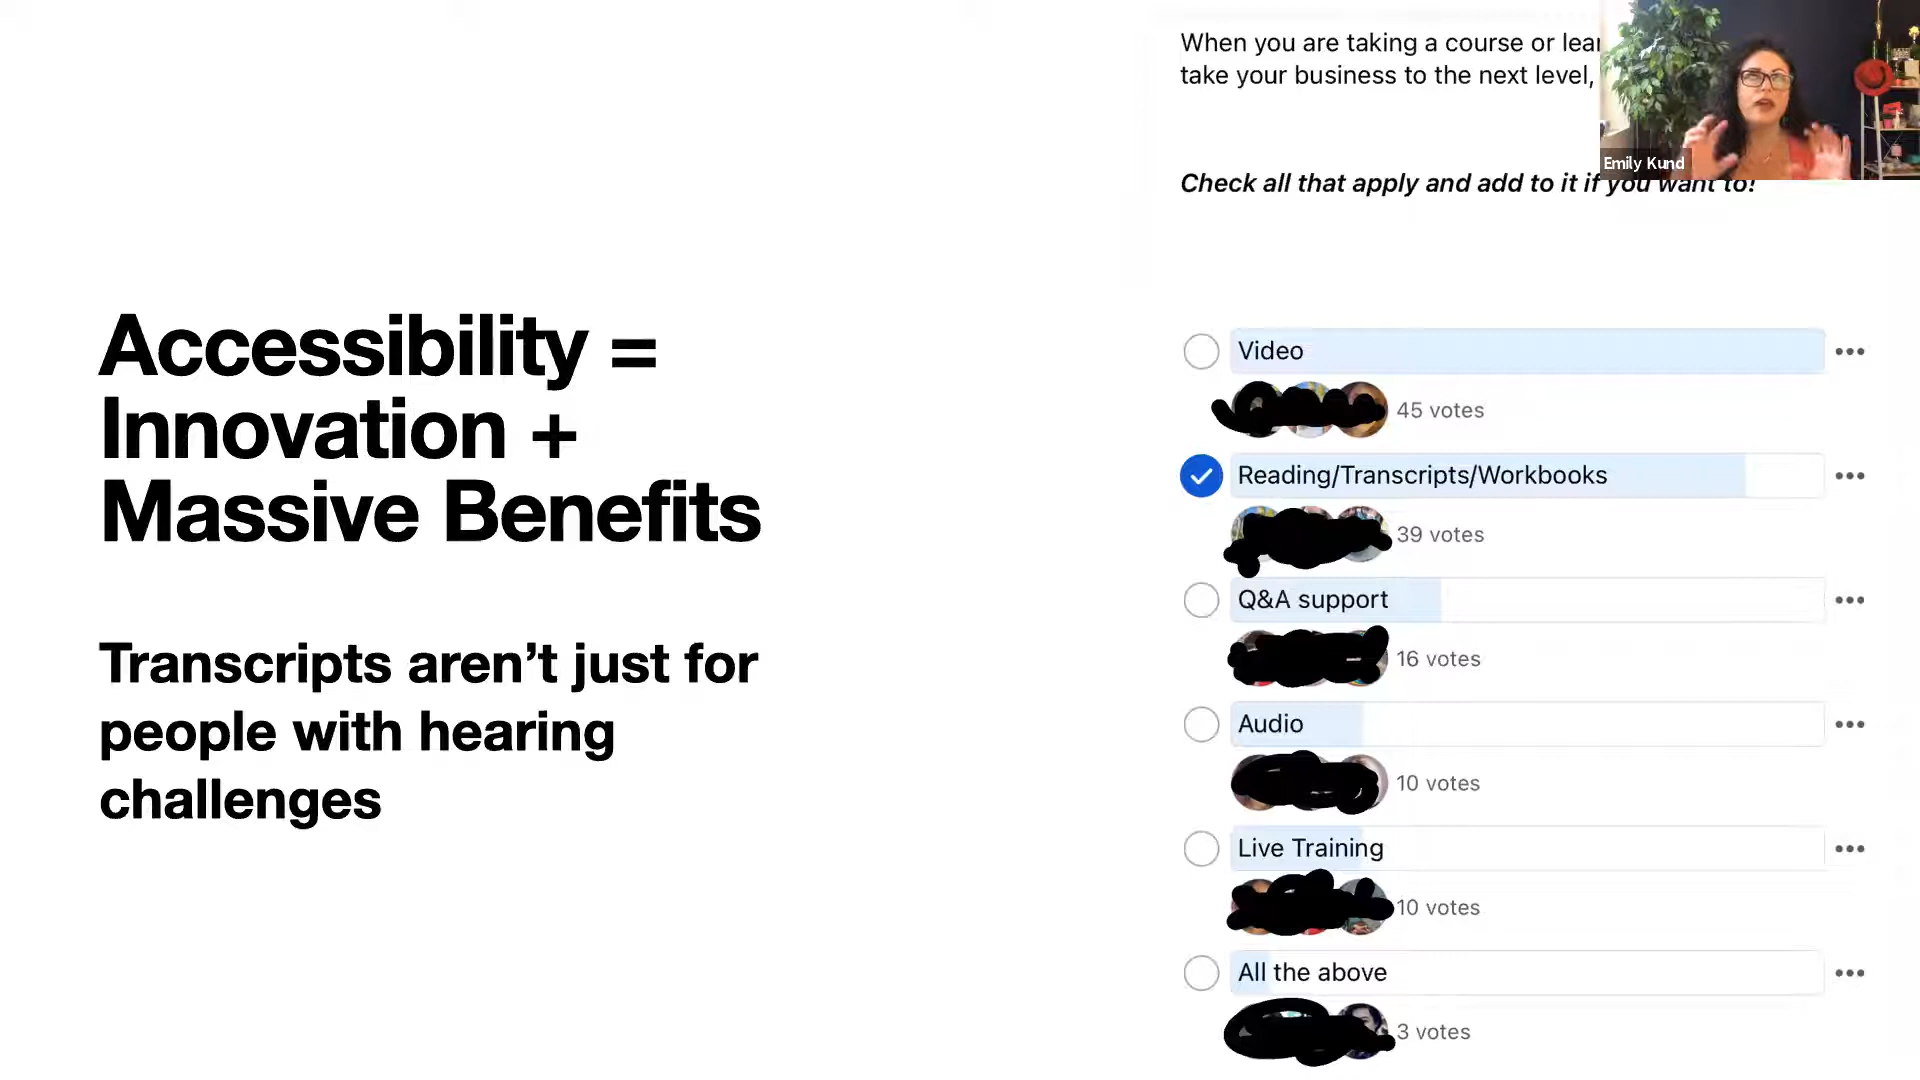 Accessibility =
Innovation +
Massive Benefits
Transcripts aren’t just for
people with hearing
challenges
When you are taking a course or
take your business to the next level,
Check all that apply and add to it if you want to!
Emily Kund
Video
45 votes
Reading/Transcripts/Workbooks
39 votes
Q&A support
16 votes
Audio
10 votes
Live Training
10 votes
All the above
3 votes